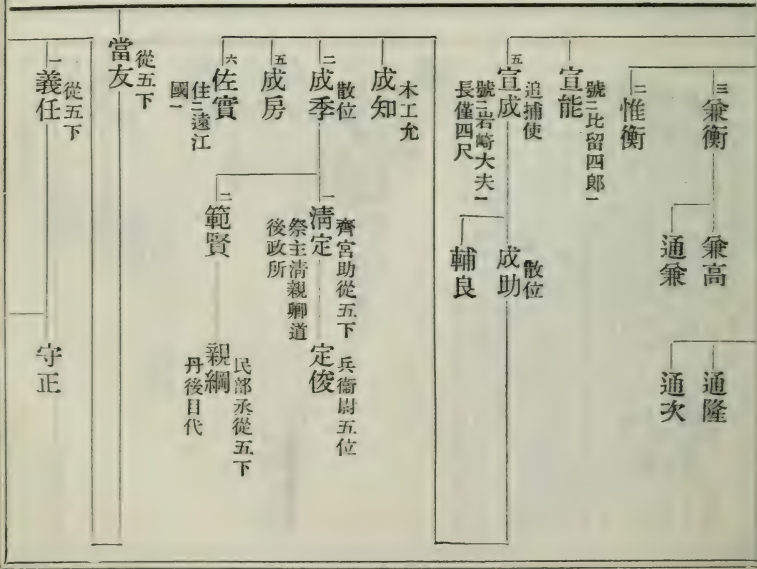 三 兼衡
兼高
通兼
通隆
通次
二 惟衡
宣能
號二比留四郎一
五 宣成
追捕使
號二岩崎大夫一
長僅四尺
成助
散位
輔良
成知
木工允
二 成季
散位
一 淸定
齊宮助從五下
祭主淸親卿道
後政所
定俊
兵衞尉五位
二 範賢
親綱
民部丞從五下
丹後目代
五 成房
六 佐實
住二遠江
國一
當友
從五下
一 義任
從五下
守正